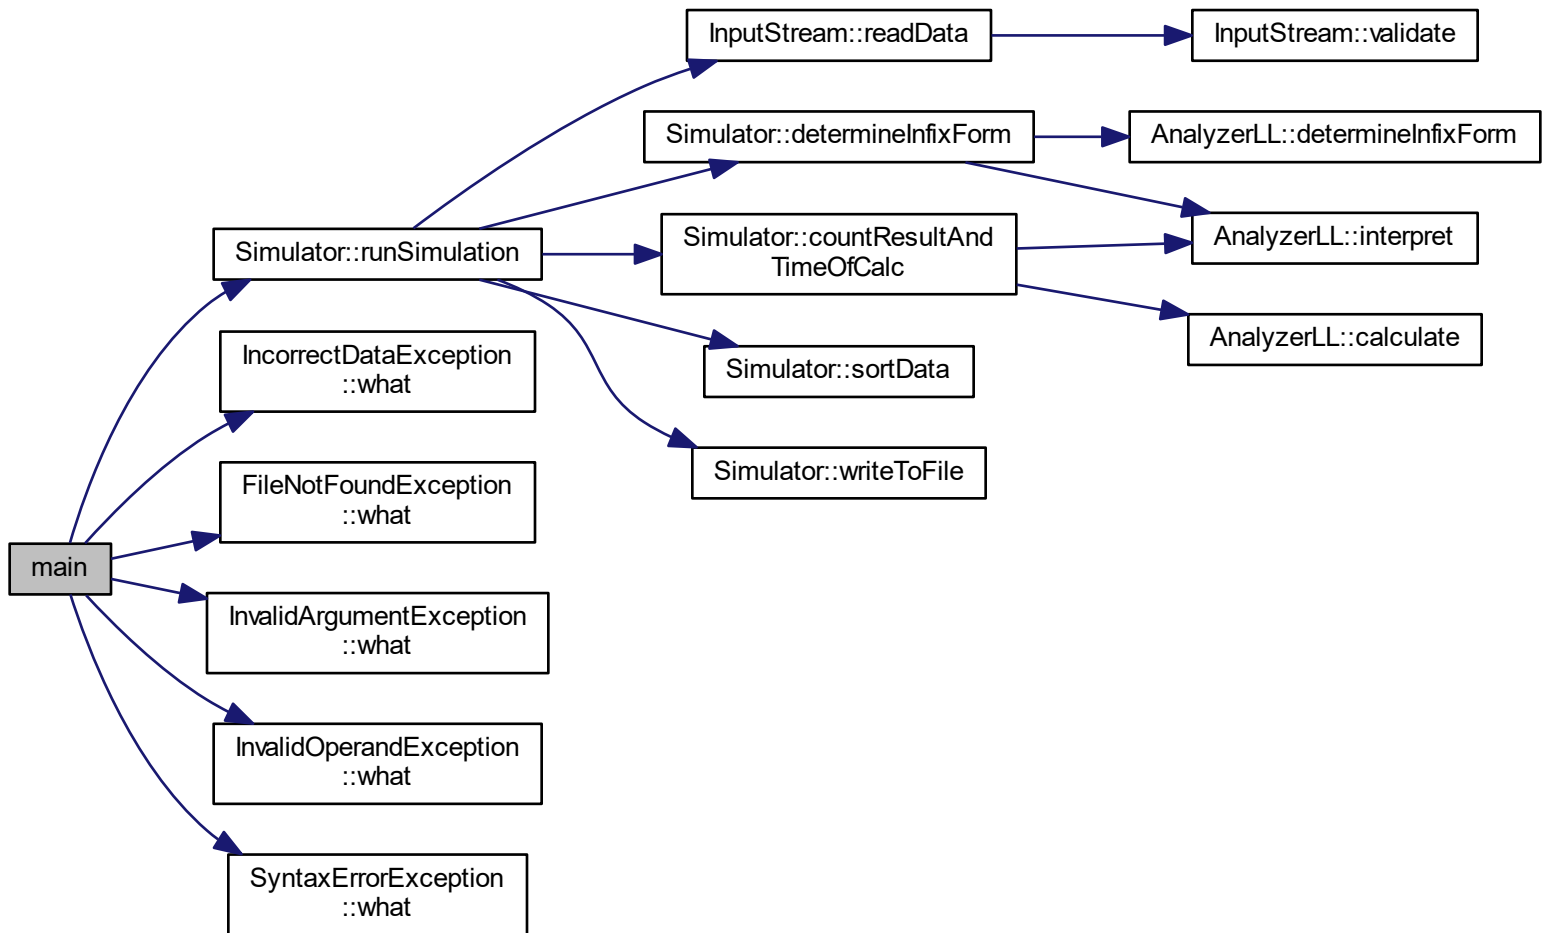 InputStream::readData
InputStream::validate
Simulator::determineInfixForm
AnalyzerLL::determineInfixForm
Simulator::runSimulation
Simulator::countResultAnd
TimeOfCalc
AnalyzerLL::interpret
AnalyzerLL::calculate
IncorrectDataException
::what
Simulator::sortData
FileNotFoundException
::what
Simulator::writeToFile
main
InvalidArgumentException
::what
InvalidOperandException
::what
SyntaxErrorException
::what